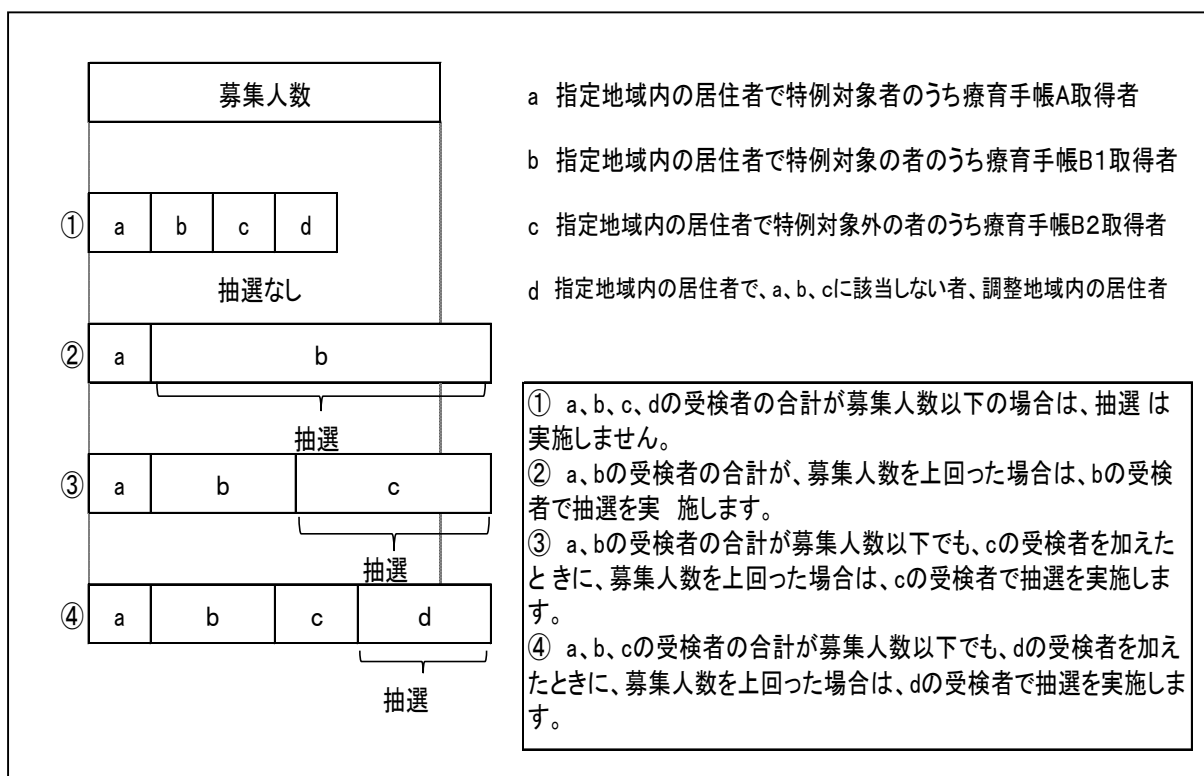 募集人数
a 指定地域内の居住者で特例対象者のうち療育手帳A取得者
b 指定地域内の居住者で特例対象の者のうち療育手帳B1取得者
① a b c d
c 指定地域内の居住者で特例対象外の者のうち療育手帳B2取得者
抽選なし
d 指定地域内の居住者で、a、b、cに該当しない者、調整地域内の居住者
② a b
抽選
③ a b c
抽選
④ a b c d
抽選
① a、b、c、dの受検者の合計が募集人数以下の場合は、抽選 は
実施しません。
② a、bの受検者の合計が、募集人数を上回った場合は、bの受検
者で抽選を実 施します。
③ a、bの受検者の合計が募集人数以下でも、cの受検者を加えた
と きに、募集人数を上回った場合は、cの受検者で抽選を実施しま
す。
④ a、b、cの受検者の合計が募集人数以下でも、dの受検者を加え
たときに、募集人数を上回った場合は、dの受検者で抽選を実施しま
す。